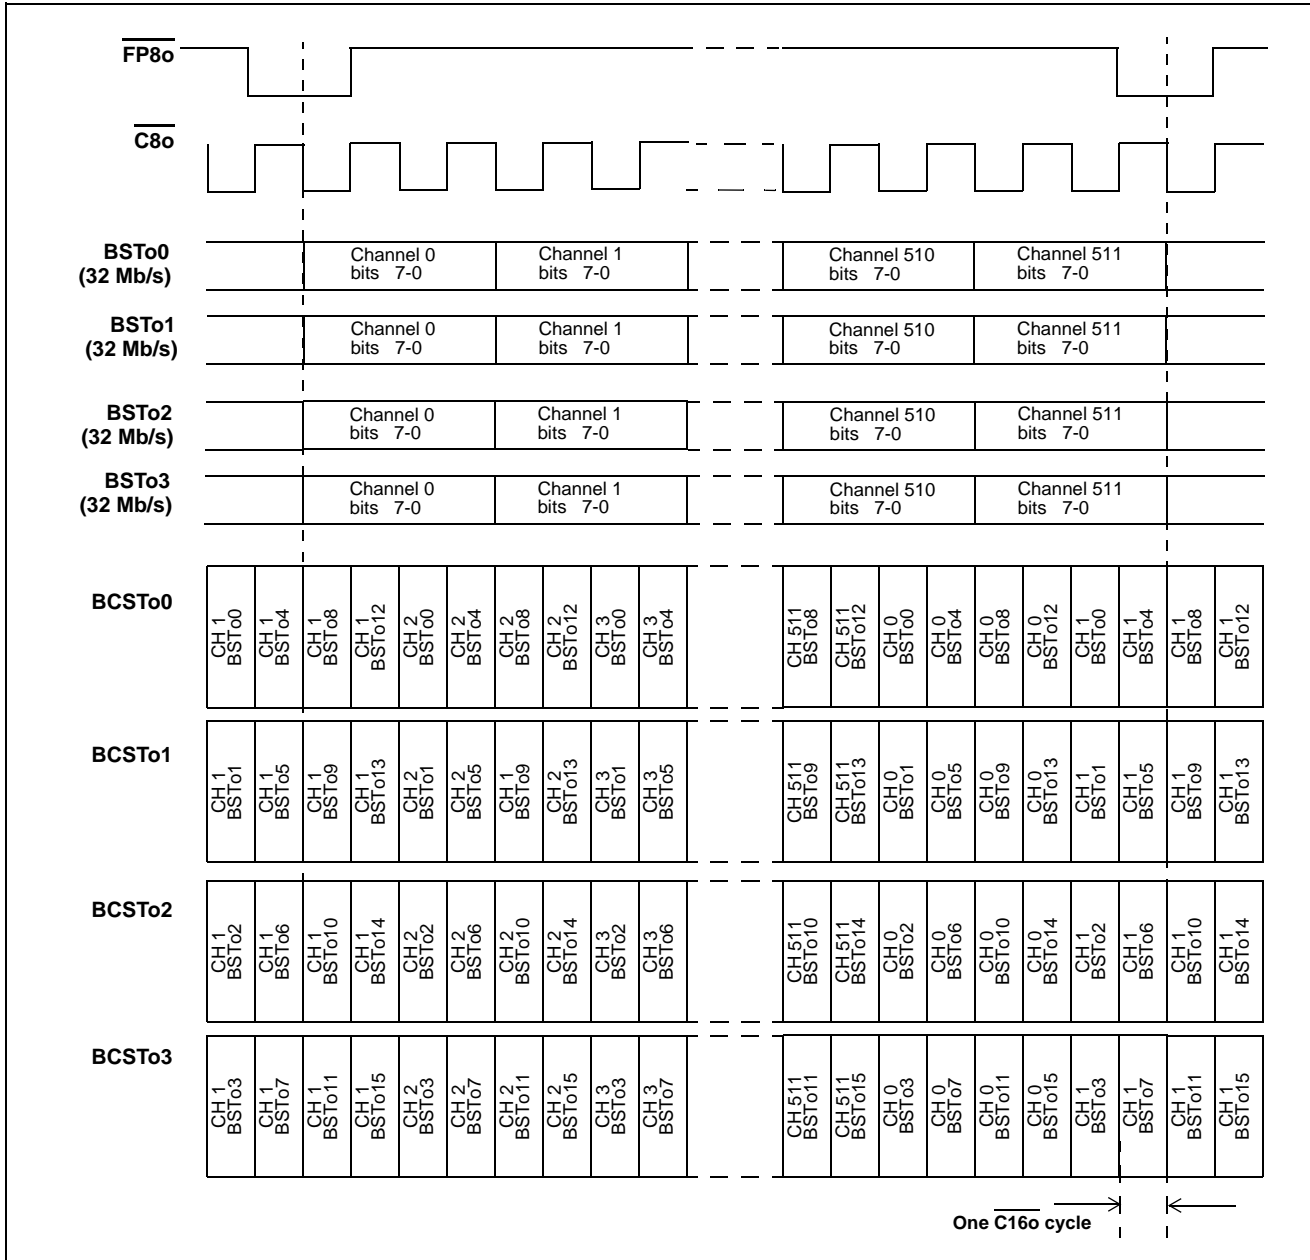 FP8o
C8o
BSTo0
(32 Mb/s)
Channel 0
bits 7-0
Channel 1
bits 7-0
Channel 510
bits 7-0
Channel 511
bits 7-0
BSTo1
(32 Mb/s)
Channel 0
bits 7-0
Channel 1
bits 7-0
Channel 510
bits 7-0
Channel 511
bits 7-0
BSTo2
(32 Mb/s)
Channel 0
bits 7-0
Channel 1
bits 7-0
Channel 510
bits 7-0
Channel 511
bits 7-0
BSTo3
(32 Mb/s)
Channel 0
bits 7-0
Channel 1
bits 7-0
Channel 510
bits 7-0
Channel 511
bits 7-0
BCSTo0
CH 1
BSTo0
CH 1
BSTo4
CH 1
BSTo8
CH 1
BSTo12
CH 2
BSTo0
CH 2
BSTo4
CH 2
BSTo8
CH 2
BSTo12
CH 3
BSTo0
CH 3
BSTo4
CH 511
BSTo8
CH 511
BSTo12
CH 0
BSTo0
CH 0
BSTo4
CH 0
BSTo8
CH 0
BSTo12
CH 1
BSTo0
CH 1
BSTo4
CH 1
BSTo8
CH 1
BSTo12
BCSTo1
CH 1
BSTo1
CH 1
BSTo5
CH 1
BSTo9
CH 1
BSTo13
CH 2
BSTo1
CH 2
BSTo5
CH 1
BSTo9
CH 2
BSTo13
CH 3
BSTo1
CH 3
BSTo5
CH 511
BSTo9
CH 511
BSTo13
CH 0
BSTo1
CH 0
BSTo5
CH 0
BSTo9
CH 0
BSTo13
CH 1
BSTo1
CH 1
BSTo5
CH 1
BSTo9
CH 1
BSTo13
BCSTo2
CH 1
BSTo2
CH 1
BSTo6
CH 1
BSTo10
CH 1
BSTo14
CH 2
BSTo2
CH 2
BSTo6
CH 2
BSTo10
CH 2
BSTo14
CH 3
BSTo2
CH 3
BSTo6
CH 511
BSTo10
CH 511
BSTo14
CH 0
BSTo2
CH 0
BSTo6
CH 0
BSTo10
CH 0
BSTo14
CH 1
BSTo2
CH 1
BSTo6
CH 1
BSTo10
CH 1
BSTo14
BCSTo3
CH 1
BSTo3
CH 1
BSTo7
CH 1
BSTo11
CH 1
BSTo15
CH 2
BSTo3
CH 2
BSTo7
CH 2
BSTo11
CH 2
BSTo15
CH 3
BSTo3
CH 3
BSTo7
CH 511
BSTo11
CH 511
BSTo15
CH 0
BSTo3
CH 0
BSTo7
CH 0
BSTo11
CH 0
BSTo15
CH 1
BSTo3
CH 1
BSTo7
CH 1
BSTo11
CH 1
BSTo15
One C16o cycle